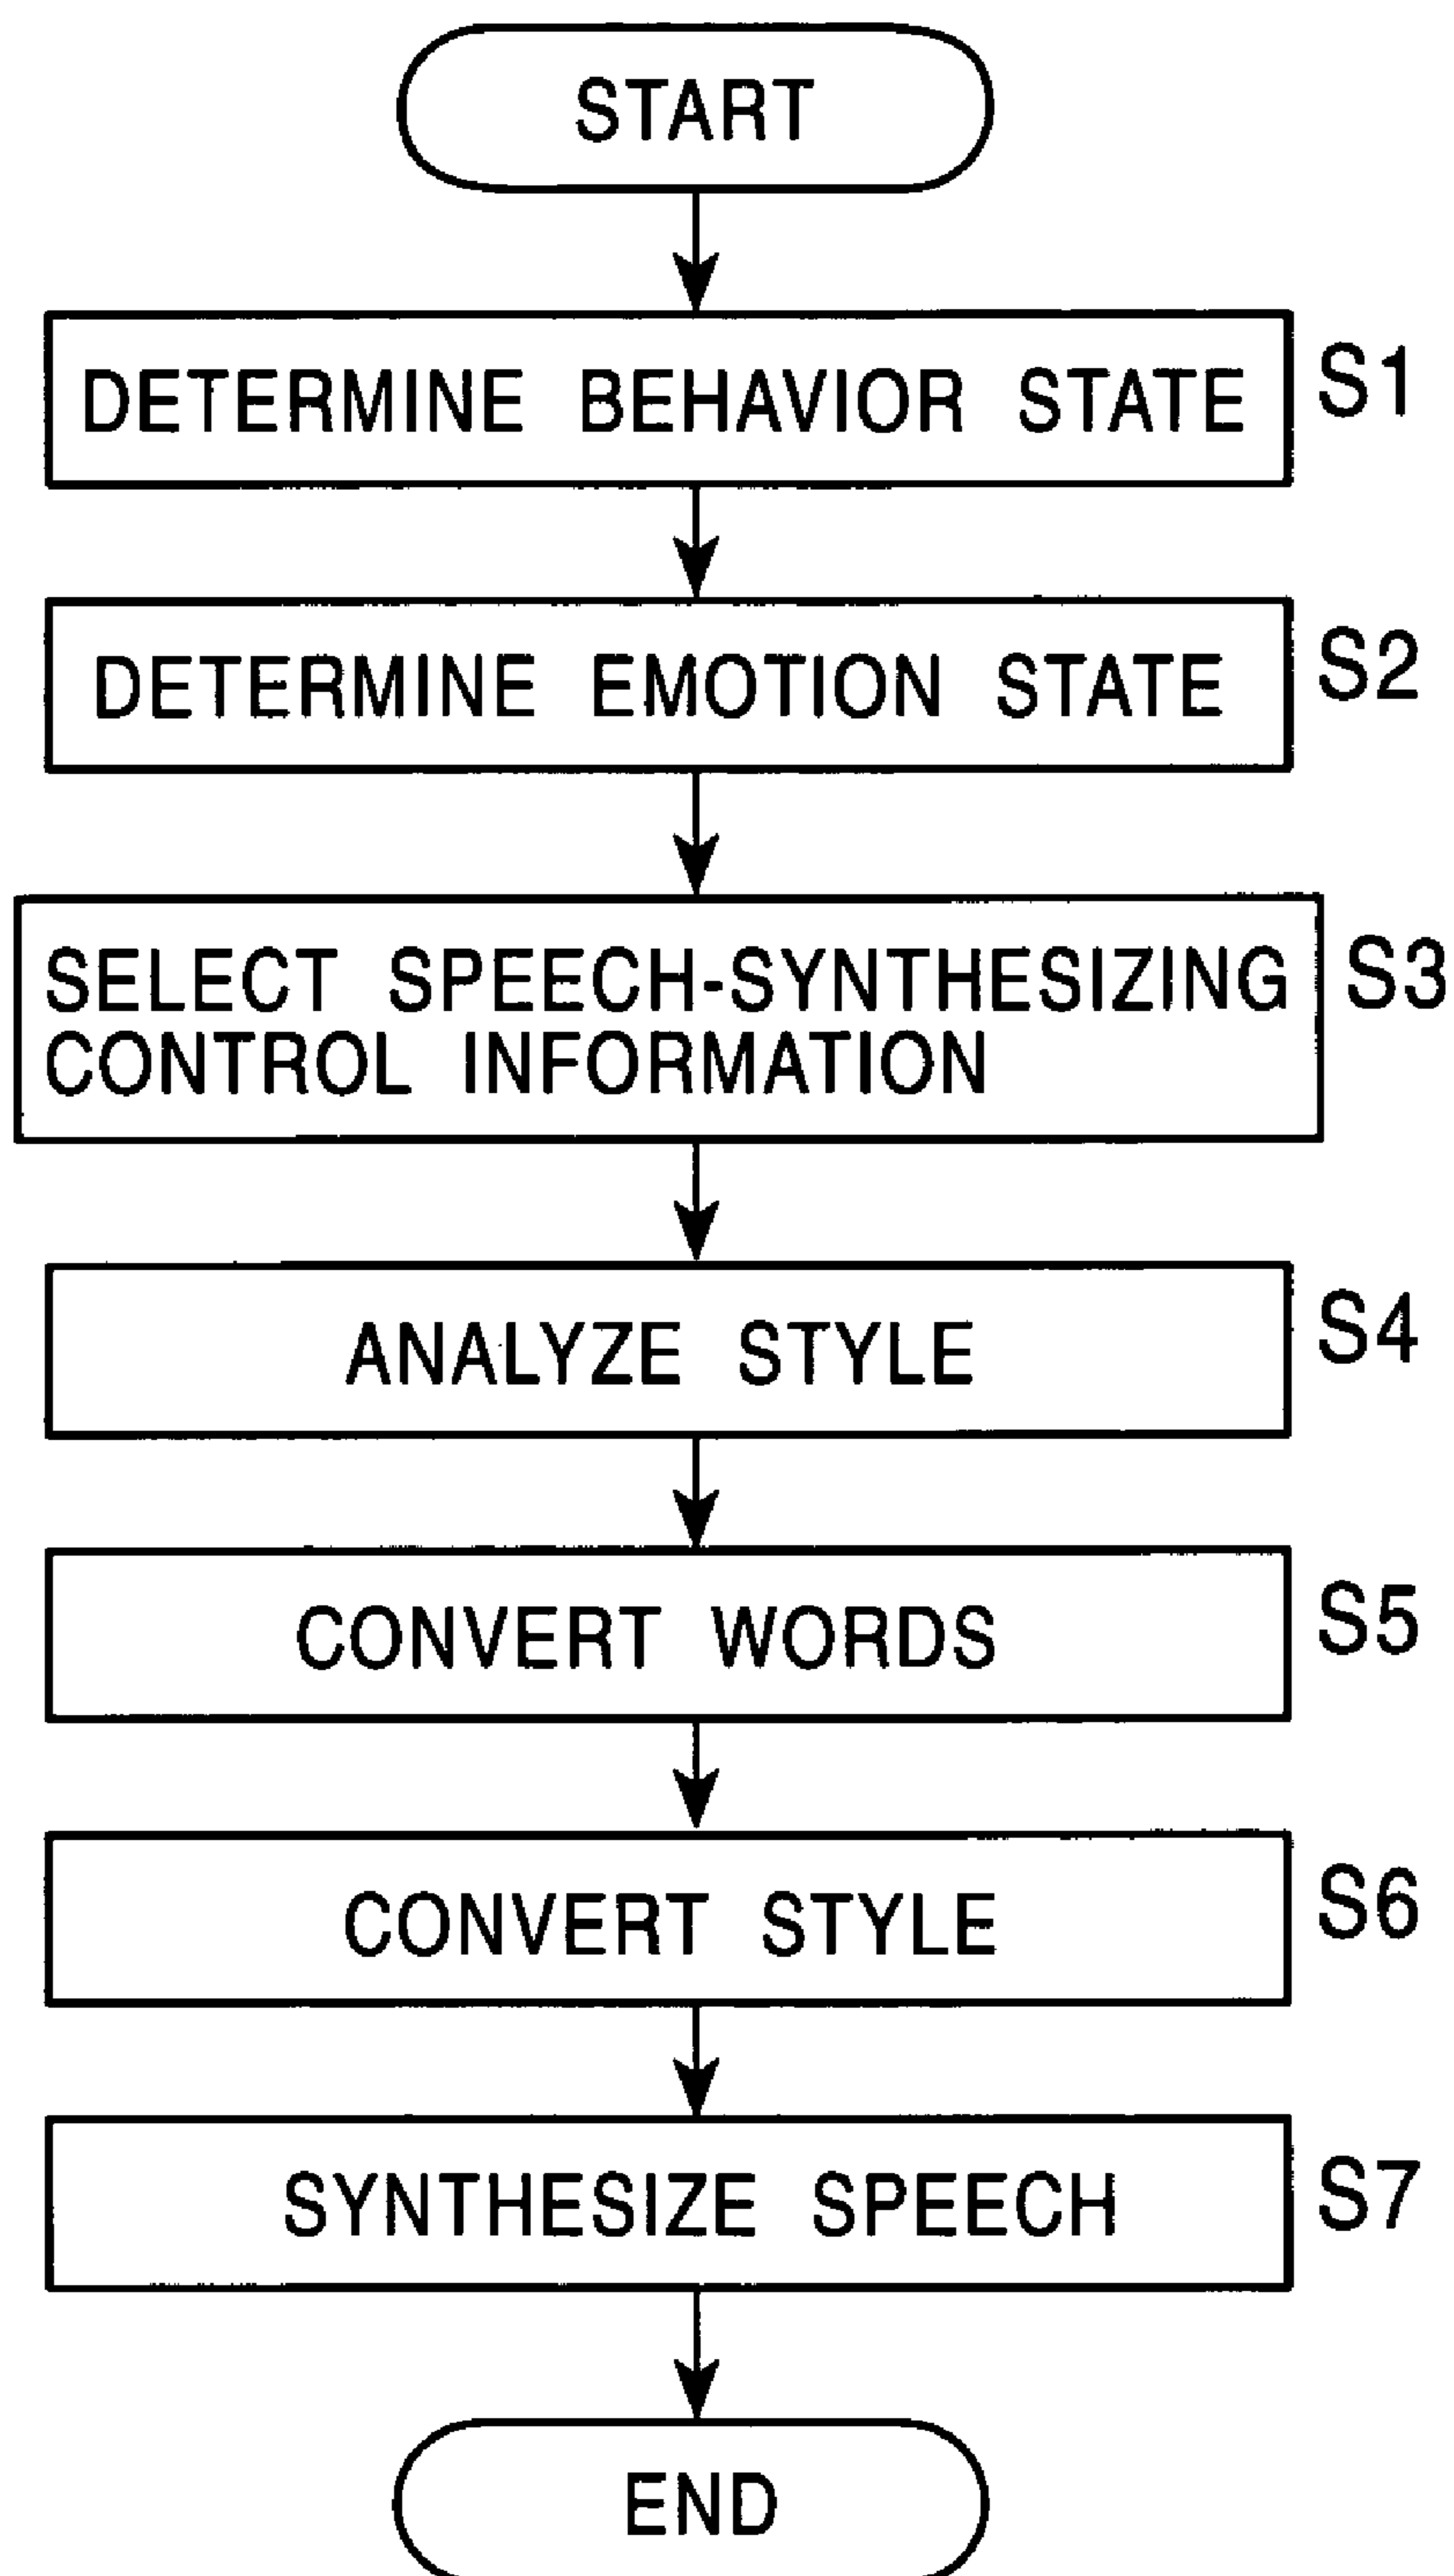 START
DETERMINE BEHAVIOR STATE S1
DETERMINE EMOTION STATE S2
SELECT SPEECH-SYNTHESIZING S3
CONTROL INFORMATION
ANALYZE STYLE S4
CONVERT WORDS S5
CONVERT STYLE S6
SYNTHESIZE SPEECH S7
END